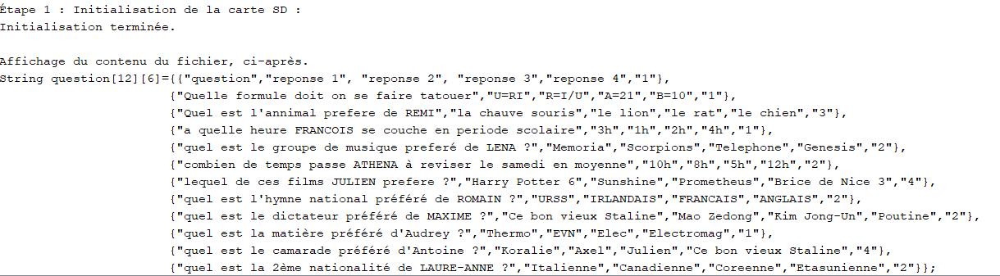 Étape 1 : Initialisation de la carte SD :
Initialisation terminée.
Affichage du contenu du fichier, ci-après.
String question[12][6]={{"question","reponse 1", "reponse 2", "reponse 3","reponse 4","1"},
{"Quelle formule doit on se faire tatouer","U=RI","R=I/U","A=21","B=10","1"},
{"Quel est l'annimal prefere de REMI","la chauve souris","le lion","le rat","le chien","3"},
{"a quelle heure FRANCOIS se couche en periode scolaire","3h","1h","2h","4h","1"},
{"quel est le groupe de musique preferé de LENA ?","Memoria","Scorpions","Telephone","Genesis","2"},
{"combien de temps passe ATHENA à reviser le samedi en moyenne","10h","8h","5h","12h","2"},
{"lequel de ces films JULIEN prefere ?","Harry Potter 6","Sunshine","Prometheus","Brice de Nice 3","4"},
{"quel est l'hymne national préféré de ROMAIN ?","URSS","IRLANDAIS","FRANCAIS","ANGLAIS","2"},
{"quel est le dictateur préféré de MAXIME ?","Ce bon vieux Staline","Mao Zedong","Kim Jong-Un","Poutine","2"},
{"quel est la matière préféré d'Audrey ?","Thermo","EVN","Elec","Electromag","1"},
{"quel est le camarade préféré d'Antoine ?","Koralie","Axel","Julien","Ce bon vieux Staline","4"},
{"quel est la 2ème nationalité de LAURE-ANNE ?","Italienne","Canadienne","Coreenne","Etasunienne","2"}};